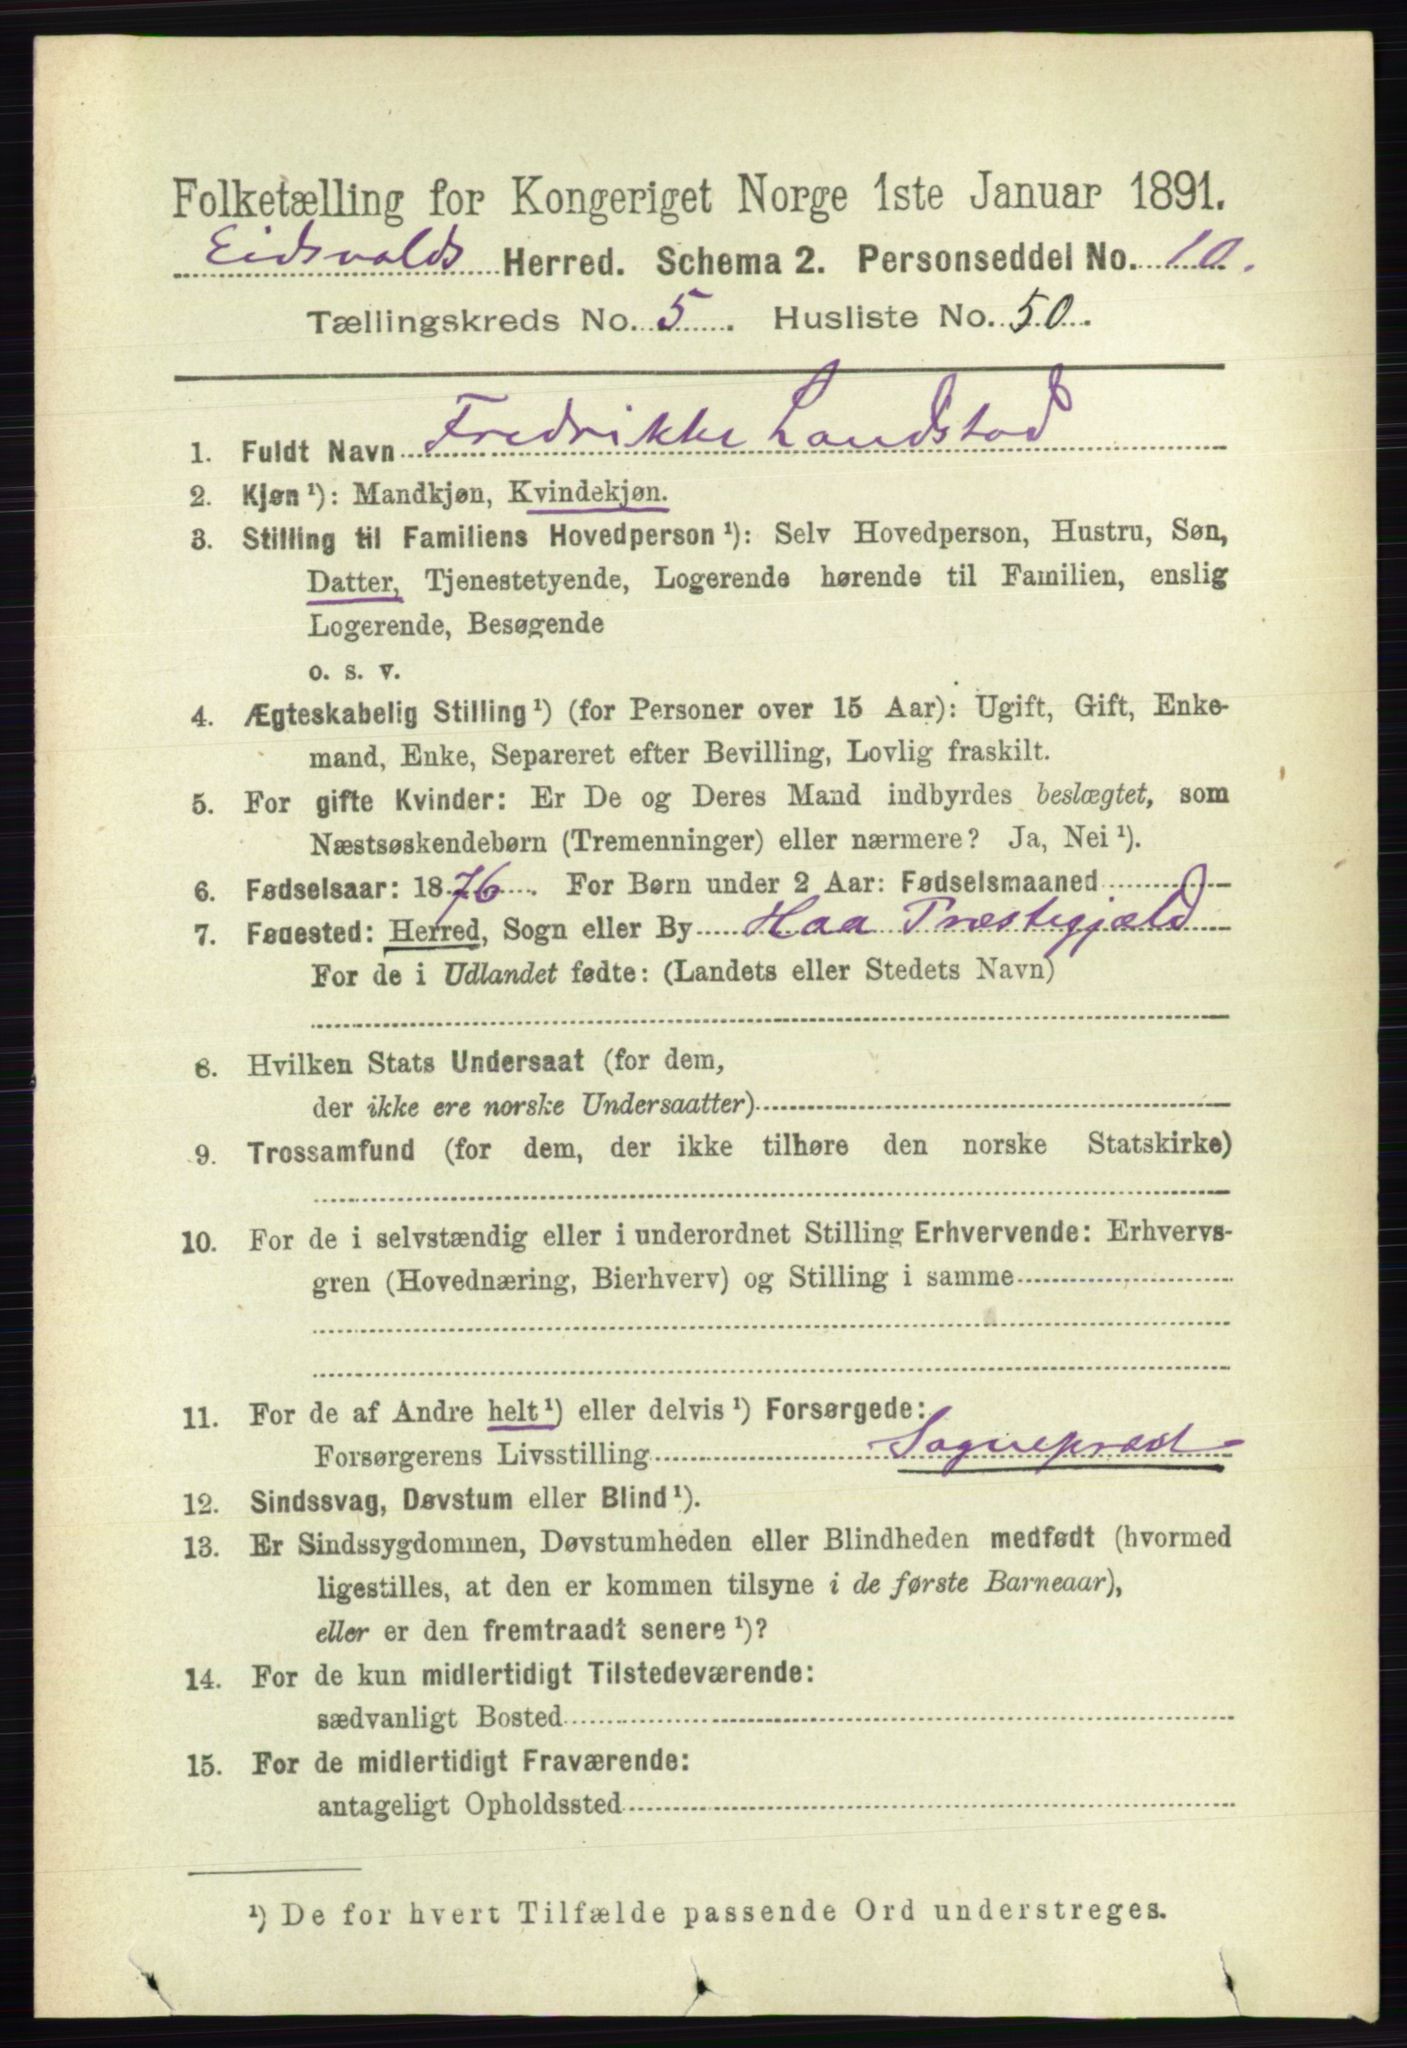 Folketælling for Kongeriget Norge 1ste Januar 1891.
Eidsvolds Herred. Schema 2. Personseddel No. 10.
Tællingskreds No. 5. Husliste No. 50.
1. Fuldt Navn Fredrikke Landstad
2. Kjøn ¹): Mandkjøn, Kvindekjøn.
3. Stilling til Familiens Hovedperson ¹): Selv Hovedperson, Hustru, Søn,
Datter, Tjenestetyende, Logerende hørende til Familien, enslig
Logerende, Besøgende
o. s. v.
4. Ægteskabelig Stilling ¹) (for Personer over 15 Aar): Ugift, Gift, Enke-
mand, Enke, Separeret efter Bevilling, Lovlig fraskilt.
5. For gifte Kvinder: Er De og Deres Mand indbyrdes beslægtet, som
Næstsøskendebørn (Tremenninger) eller nærmere? Ja, Nei ¹).
6. Fødselsaar: 1876. For Børn under 2 Aar: Fødselsmaaned
7. Fødested: Herred, Sogn eller By Haa Præstegjæld
For de i Udlandet fødte: (Landets eller Stedets Navn)
8. Hvilken Stats Undersaat (for dem,
der ikke ere norske Undersaatter)
9. Trossamfund (for dem, der ikke tilhøre den norske Statskirke)
10. For de i selvstændig eller i underordnet Stilling Erhvervende: Erhvervs-
gren (Hovednæring, Bierhverv) og Stilling i samme
11. For de af Andre helt ¹) eller delvis ¹) Forsørgede:
Forsørgerens Livsstilling Sognepræst
12. Sindssvag, Døvstum eller Blind ¹).
13. Er Sindssygdommen, Døvstumheden eller Blindheden medfødt (hvormed
ligestilles, at den er kommen tilsyne i de første Barneaar),
eller er den fremtraadt senere ¹)?
14. For de kun midlertidigt Tilstedeværende:
sædvanligt Bosted
15. For de midlertidigt Fraværende:
antageligt Opholdssted
¹) De for hvert Tilfælde passende Ord understreges.